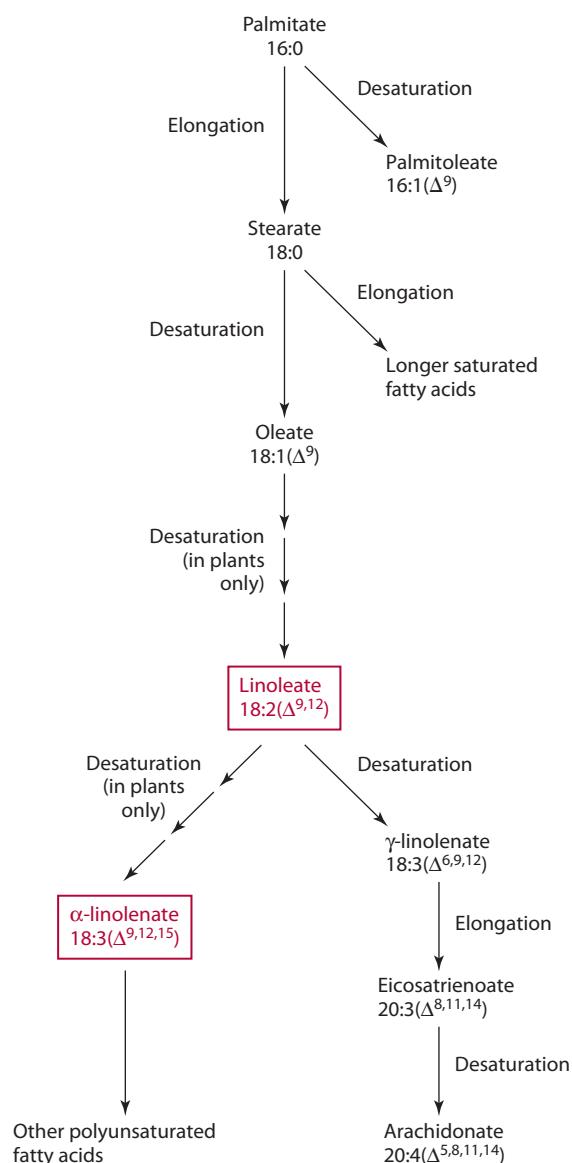 Palmitate
16:0
Desaturation
Elongation
Palmitoleate
16:1(Δ⁹)
Stearate
18:0
Elongation
Desaturation
Longer saturated
fatty acids
Oleate
18:1(Δ⁹)
Desaturation
(in plants
only)
Linoleate
18:2(Δ⁹,¹²)
Desaturation
(in plants
only)
Desaturation
γ-linolenate
18:3(Δ⁶,⁹,¹²)
α-linolenate
18:3(Δ⁹,¹²,¹⁵)
Elongation
Eicosatrienoate
20:3(Δ⁸,¹¹,¹⁴)
Desaturation
Other polyunsaturated
fatty acids
Arachidonate
20:4(Δ⁵,⁸,¹¹,¹⁴)